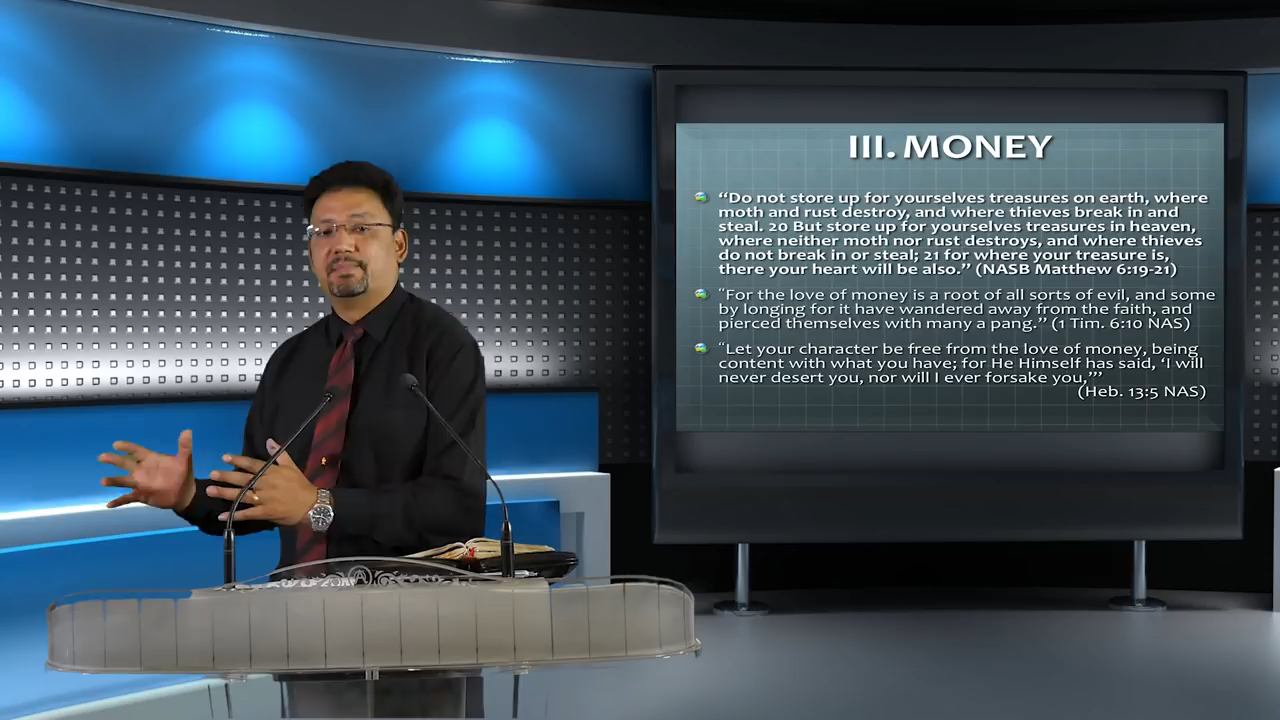 III. MONEY
“Do not store up for yourselves treasures on earth, where
moth and rust destroy, and where thieves break in and
steal. 20 But store up for yourselves treasures in heaven,
where neither moth nor rust destroys, and where thieves
do not break in or steal; 21 for where your treasure is,
there your heart will be also.” (NASB Matthew 6:19-21)
“For the love of money is a root of all sorts of evil, and some
by longing for it have wandered away from the faith, and
pierced themselves with many a pang.” (1 Tim. 6:10 NAS)
“Let your character be free from the love of money, being
content with what you have; for He Himself has said, ‘I will
never desert you, nor will I ever forsake you,’”
(Heb. 13:5 NAS)